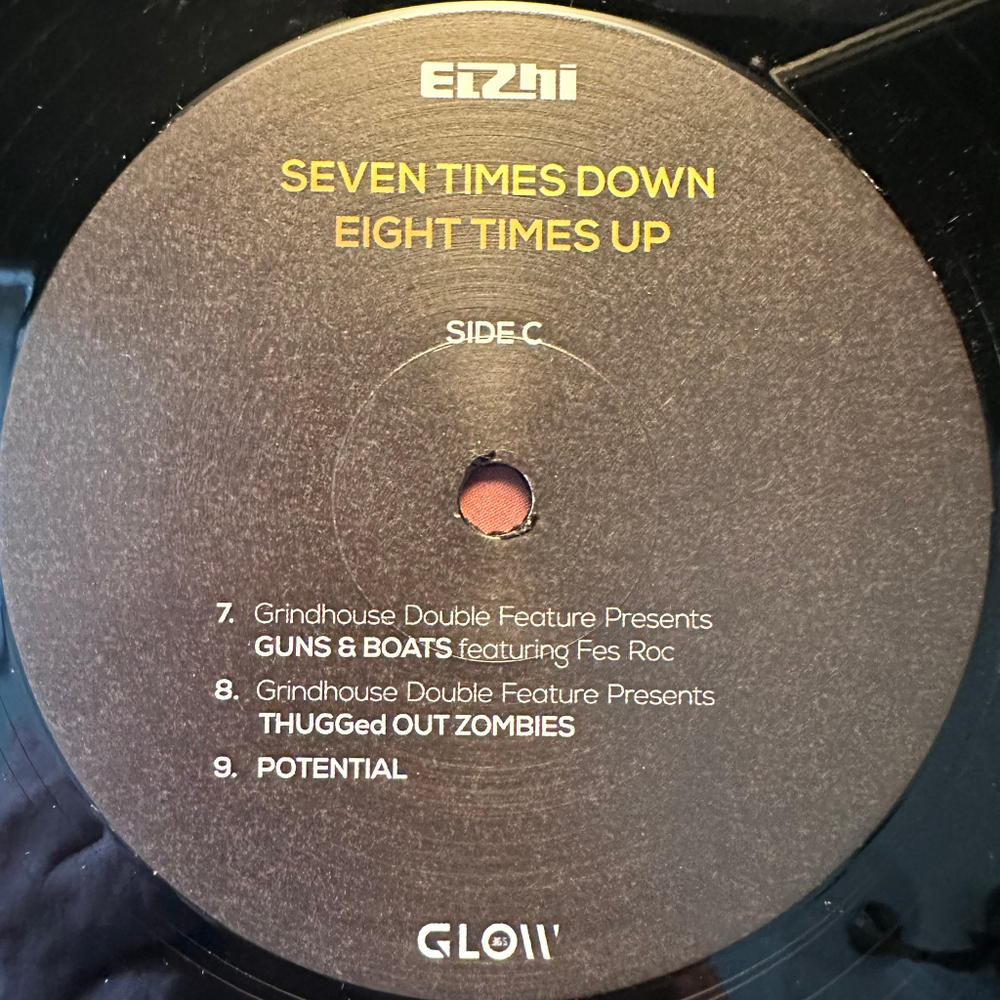 ElZhi
SEVEN TIMES DOWN
EIGHT TIMES UP
SIDE C
7. Grindhouse Double Feature Presents
GUNS & BOATS featuring Fes Roc
8. Grindhouse Double Feature Presents
THUGGed OUT ZOMBIES
9. POTENTIAL
GLOW
365